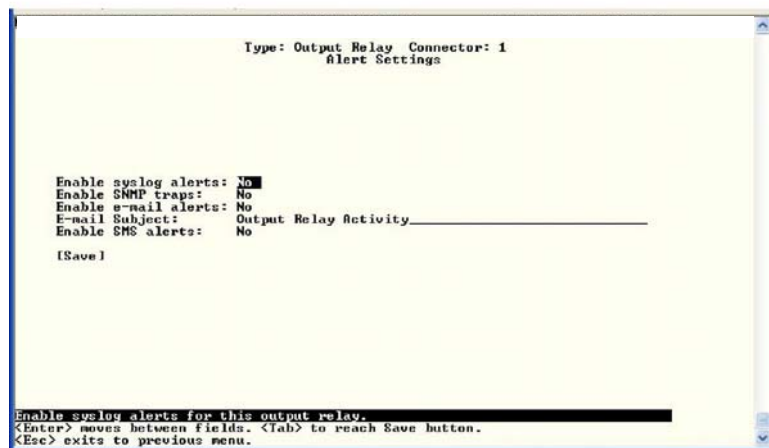 Type: Output Relay Connector: 1
Alert Settings
Enable syslog alerts: No
Enable SNMP traps: No
Enable e-mail alerts: No
E-mail Subject: Output Relay Activity
Enable SMS alerts: No
[Save]
Enable syslog alerts for this output relay.
<Enter> moves between fields. <Tab> to reach Save button.
<Esc> exits to previous menu.